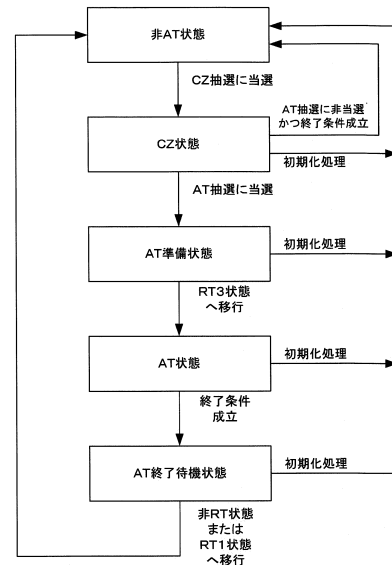 非AT状態
CZ抽選に当選
AT抽選に非当選
かつ終了条件成立
CZ状態
初期化処理
AT抽選に当選
初期化処理
AT準備状態
RT3状態
へ移行
初期化処理
AT状態
終了条件
成立
初期化処理
AT終了待機状態
非RT状態
または
RT1状態
へ移行